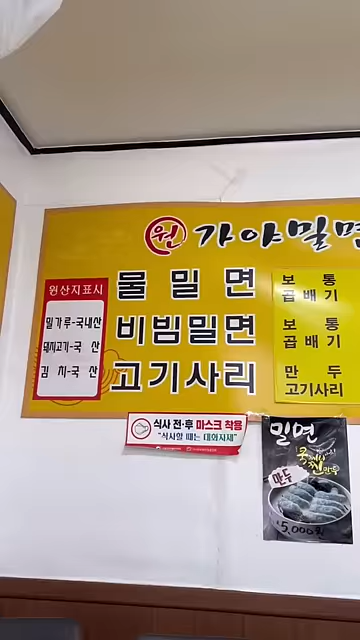 원 가야밀면
원산지표시
밀가루-국내산
돼지고기-국 산
김 치-국 산
물 밀 면
비빔밀면
고기사리
보 통
곱 배 기
보 통
곱 배 기
만 두
고기사리
식사 전·후 마스크 착용
"식사할 때는 대화자제"
밀면
만두
5,000원